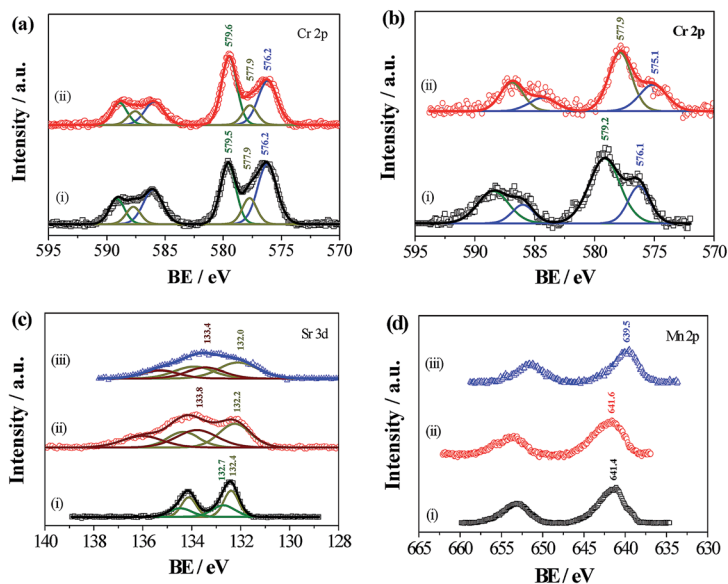 (a)
Cr 2p
579.6
577.9
576.2
(ii)
579.5
577.9
576.2
(i)
Intensity / a.u.
595 590 585 580 575 570
BE / eV
(b)
Cr 2p
577.9
575.1
(ii)
579.2
576.1
(i)
Intensity / a.u.
595 590 585 580 575 570
BE / eV
(c)
Sr 3d
133.4
132.0
(iii)
133.8
132.2
(ii)
132.7
132.4
(i)
Intensity / a.u.
140 138 136 134 132 130 128
BE / eV
(d)
Mn 2p
639.5
(iii)
641.6
(ii)
641.4
(i)
Intensity / a.u.
665 660 655 650 645 640 635 630
BE / eV